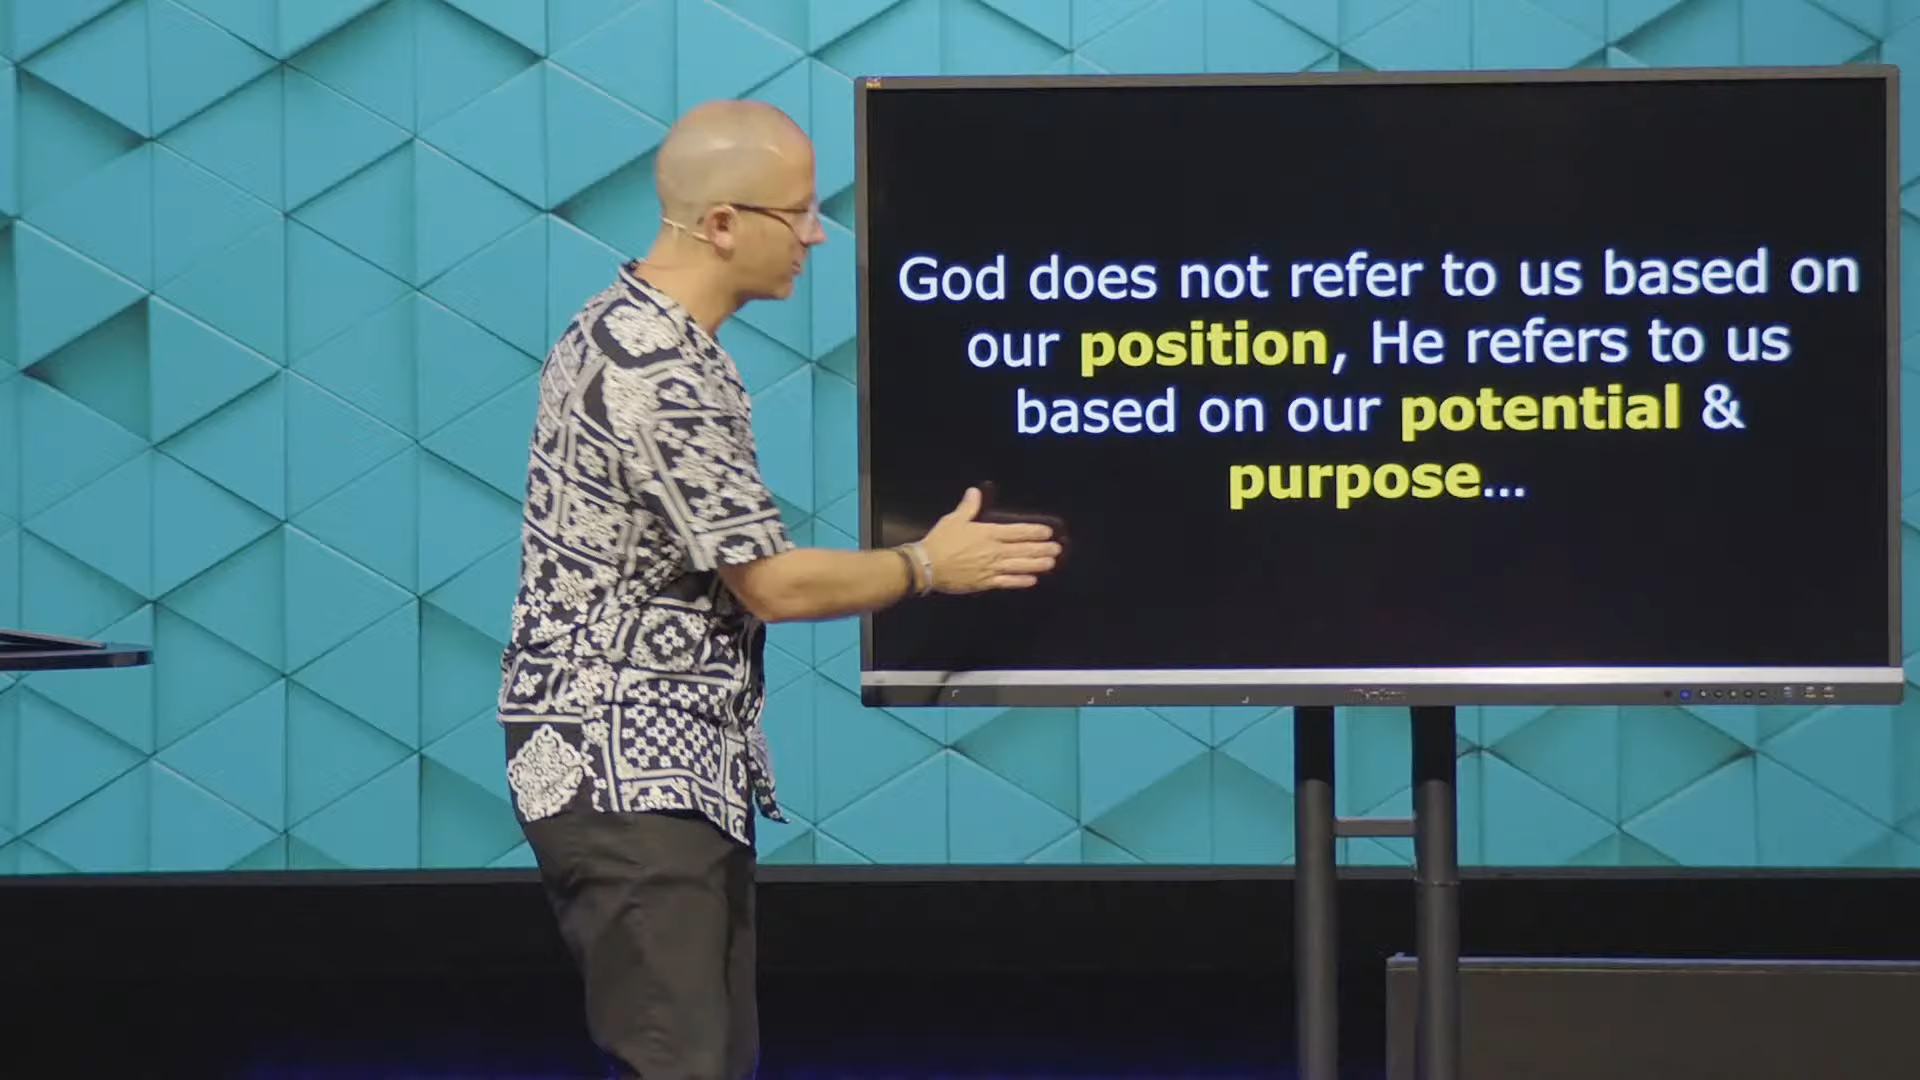 God does not refer to us based on
our position, He refers to us
based on our potential &
purpose...